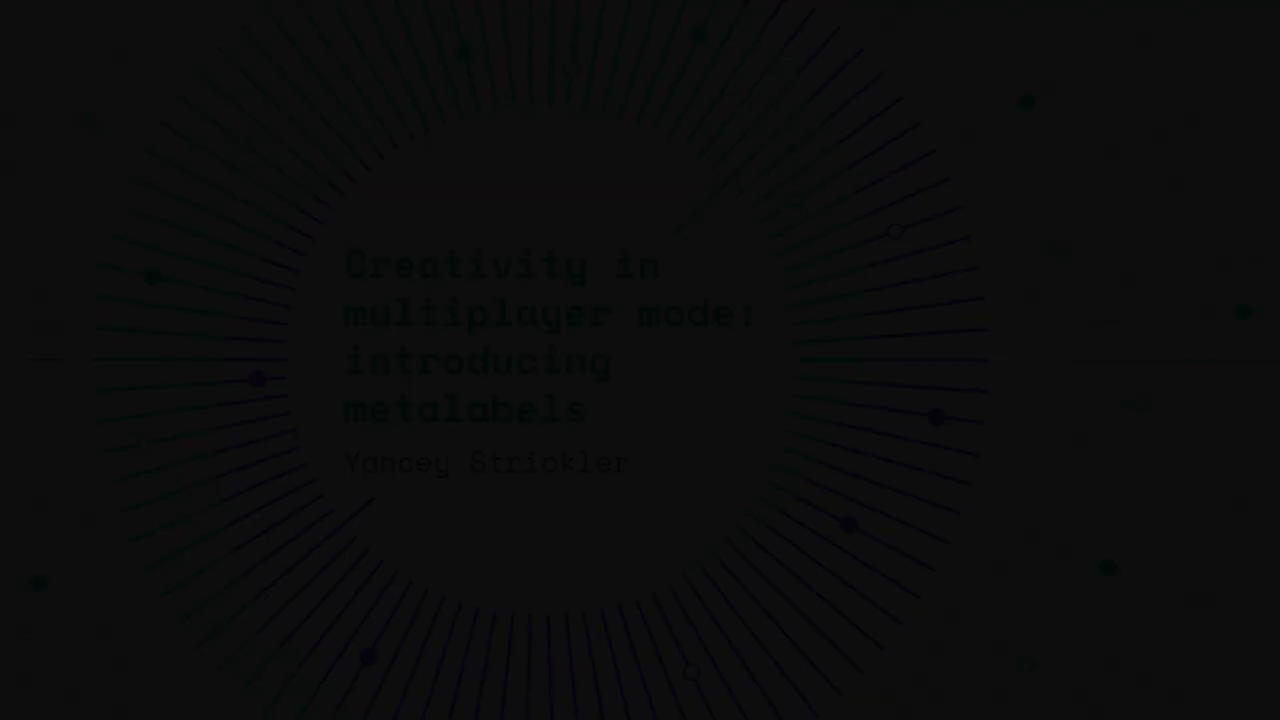 Creativity in
multiplayer mode:
introducing
metalabels
Yancey Strickler